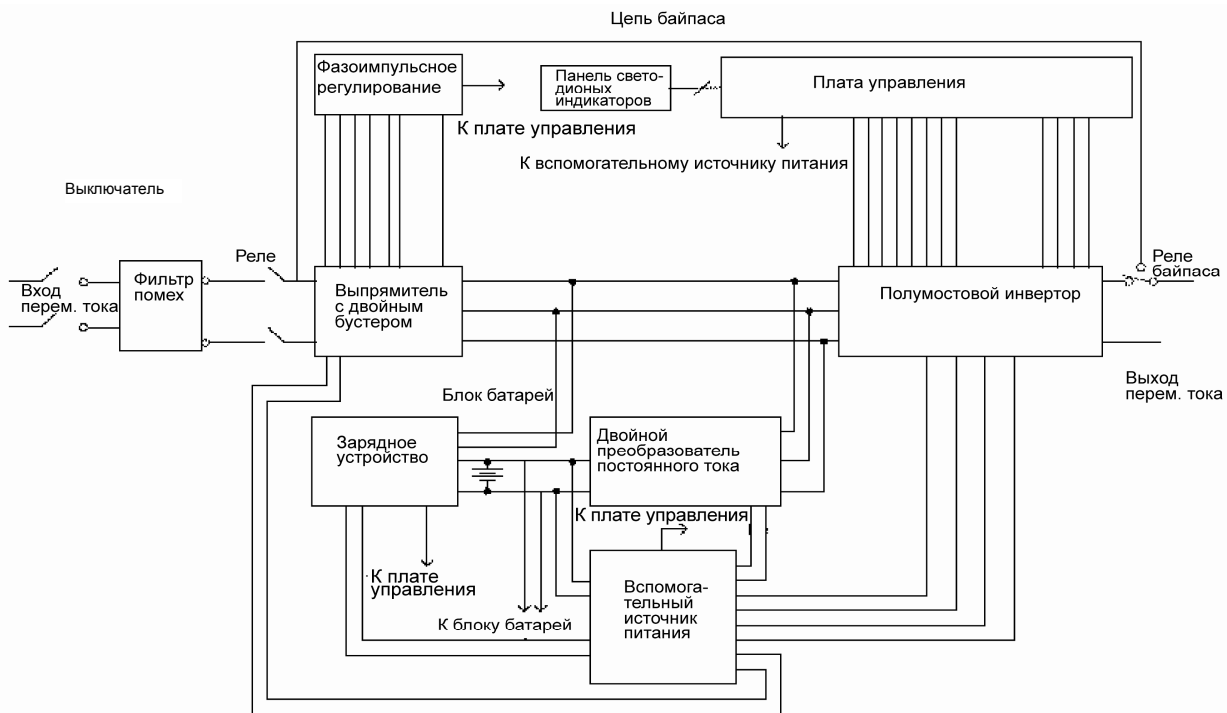 Цепь байпаса
Фазоимпульсное
регулирование
Панель свето-
дионых
индикаторов
Плата управления
К плате управления
К вспомогательному источнику питания
Выключатель
Реле
Реле
байпаса
Вход
перем. тока
Фильтр
помех
Выпрямитель
с двойным
бустером
Полумостовой инвертор
Выход
перем. тока
Блок батарей
Зарядное
устройство
Двойной
преобразователь
постоянного тока
К плате управления
К плате
управления
Вспомога-
тельный
источник
питания
К блоку батарей